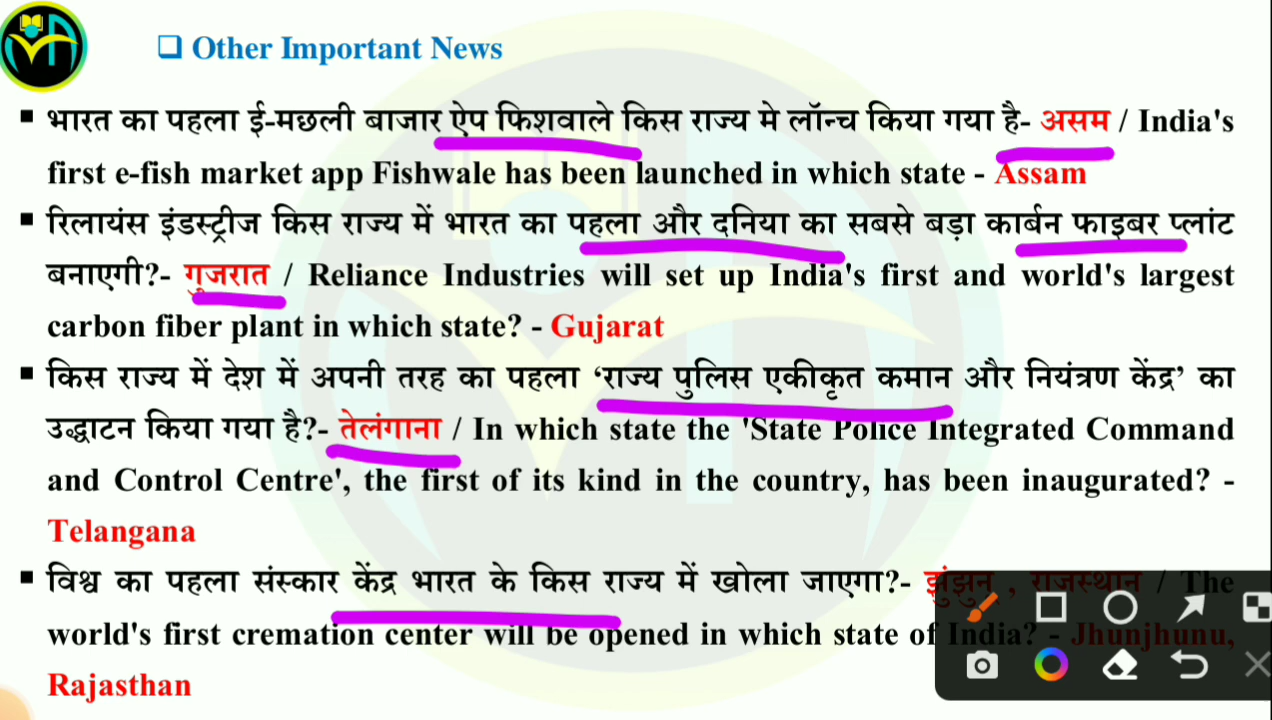 Other Important News
भारत का पहला ई-मछली बाजार ऐप फिशवाले किस राज्य मे लॉन्च किया गया है- असम / India's
first e-fish market app Fishwale has been launched in which state - Assam
रिलायंस इंडस्ट्रीज किस राज्य में भारत का पहला और दनिया का सबसे बड़ा कार्बन फाइबर प्लांट
बनाएगी?- गुजरात / Reliance Industries will set up India's first and world's largest
carbon fiber plant in which state? - Gujarat
किस राज्य में देश में अपनी तरह का पहला ‘राज्य पुलिस एकीकृत कमान और नियंत्रण केंद्र’ का
उद्घाटन किया गया है?- तेलंगाना / In which state the 'State Police Integrated Command
and Control Centre', the first of its kind in the country, has been inaugurated? -
Telangana
विश्व का पहला संस्कार केंद्र भारत के किस राज्य में खोला जाएगा?- झुंझुनू , राजस्थान / The
world's first cremation center will be opened in which state of India? - Jhunjhunu,
Rajasthan